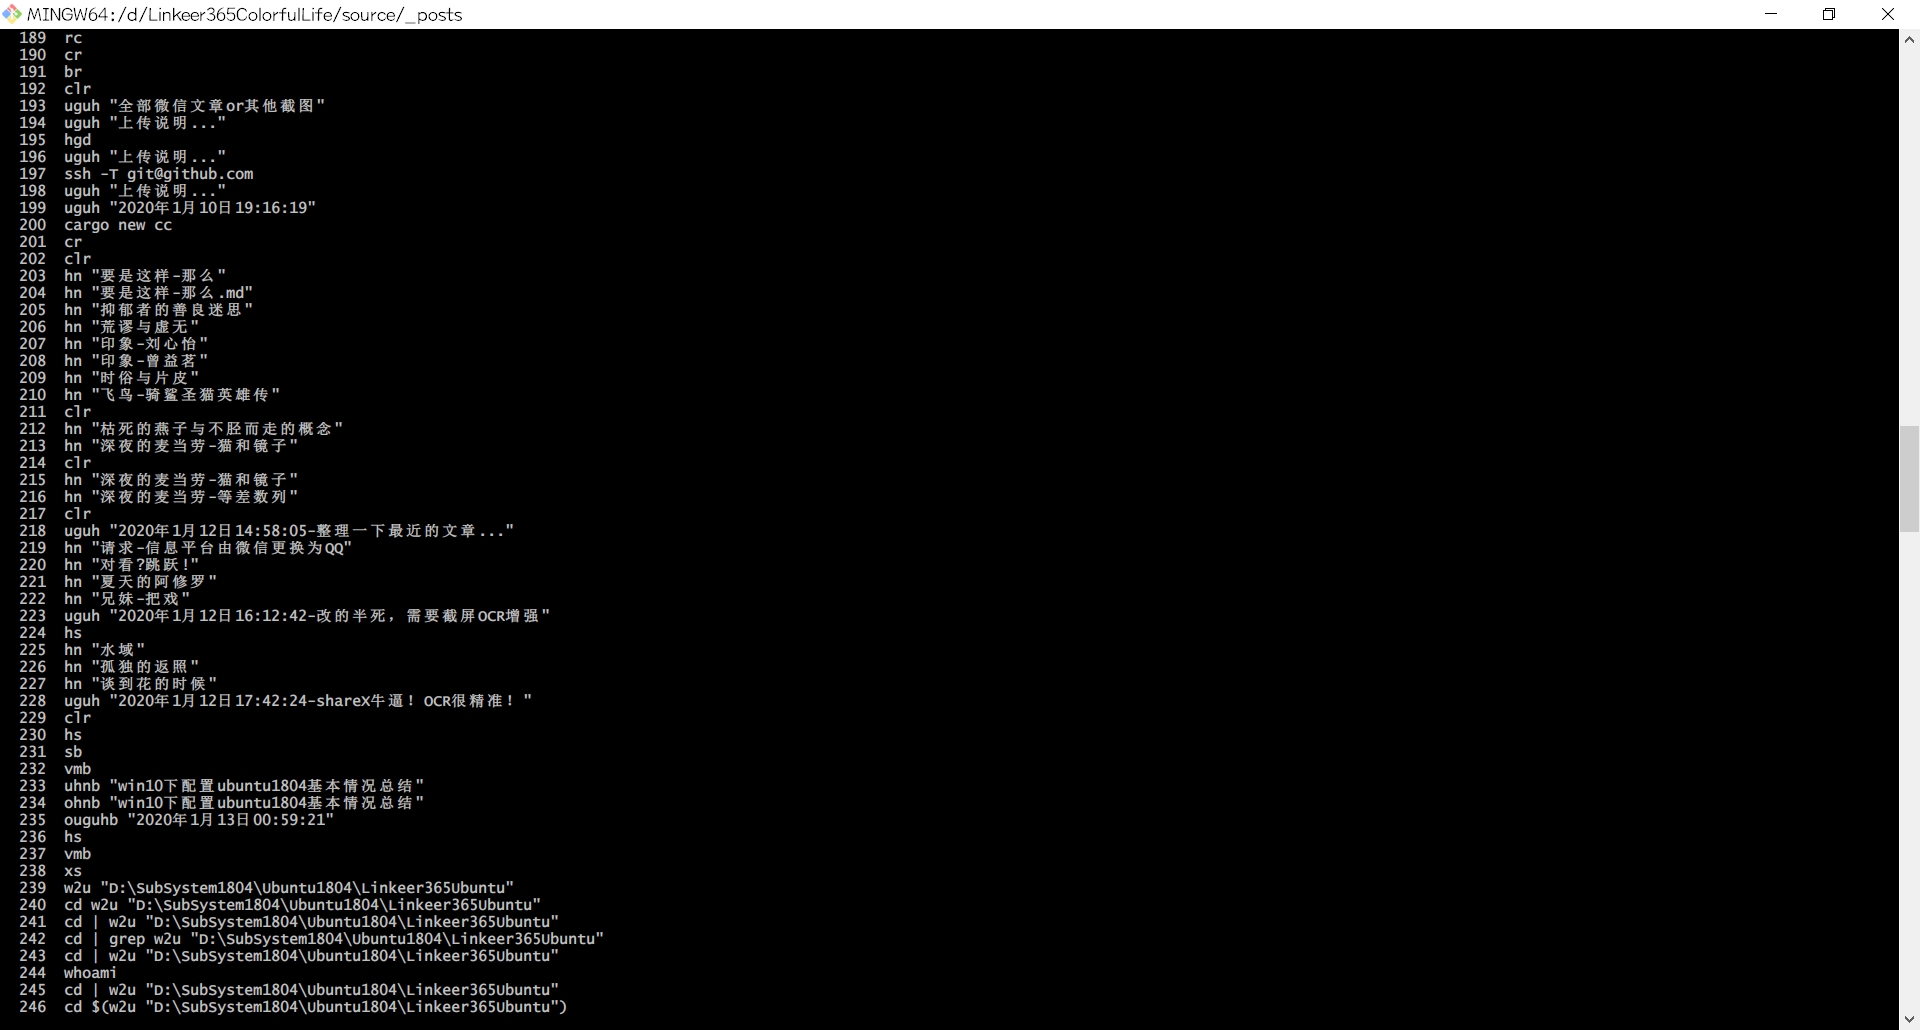 MINGW64:/d/Linkeer365ColorfulLife/source/_posts
189 rc
190 cr
191 br
192 clr
193 uguh "全部微信文章or其他截图"
194 uguh "上传说明..."
195 hgd
196 uguh "上传说明..."
197 ssh -T git@github.com
198 uguh "上传说明..."
199 uguh "2020年1月10日19:16:19"
200 cargo new cc
201 cr
202 clr
203 hn "要是这样-那么"
204 hn "要是这样-那么.md"
205 hn "抑郁者的善良迷思"
206 hn "荒谬与虚无"
207 hn "印象-刘心怡"
208 hn "印象-曾益茗"
209 hn "时俗与片皮"
210 hn "飞鸟-骑鲨圣猫英雄传"
211 clr
212 hn "枯死的燕子与不胫而走的概念"
213 hn "深夜的麦当劳-猫和镜子"
214 clr
215 hn "深夜的麦当劳-猫和镜子"
216 hn "深夜的麦当劳-等差数列"
217 clr
218 uguh "2020年1月12日14:58:05-整理一下最近的文章..."
219 hn "请求-信息平台由微信更换为QQ"
220 hn "对看?跳跃!"
221 hn "夏天的阿修罗"
222 hn "兄妹-把戏"
223 uguh "2020年1月12日16:12:42-改的半死，需要截屏OCR增强"
224 hs
225 hn "水域"
226 hn "孤独的返照"
227 hn "谈到花的时候"
228 uguh "2020年1月12日17:42:24-shareX牛逼！OCR很精准！"
229 clr
230 hs
231 sb
232 vmb
233 uhnb "win10下配置ubuntu1804基本情况总结"
234 ohnb "win10下配置ubuntu1804基本情况总结"
235 ouguhb "2020年1月13日00:59:21"
236 hs
237 vmb
238 xs
239 w2u "D:\SubSystem1804\Ubuntu1804\Linkeer365Ubuntu"
240 cd w2u "D:\SubSystem1804\Ubuntu1804\Linkeer365Ubuntu"
241 cd | w2u "D:\SubSystem1804\Ubuntu1804\Linkeer365Ubuntu"
242 cd | grep w2u "D:\SubSystem1804\Ubuntu1804\Linkeer365Ubuntu"
243 cd | w2u "D:\SubSystem1804\Ubuntu1804\Linkeer365Ubuntu"
244 whoami
245 cd | w2u "D:\SubSystem1804\Ubuntu1804\Linkeer365Ubuntu"
246 cd $(w2u "D:\SubSystem1804\Ubuntu1804\Linkeer365Ubuntu")